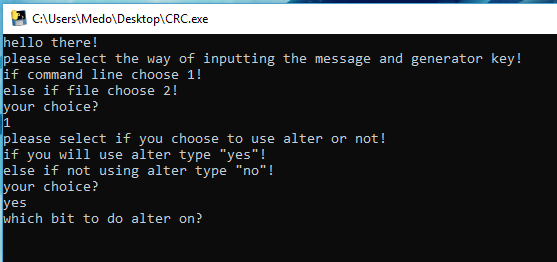 C:\Users\Medo\Desktop\CRC.exe
hello there!
please select the way of inputting the message and generator key!
if command line choose 1!
else if file choose 2!
your choice?
1
please select if you choose to use alter or not!
if you will use alter type "yes"!
else if not using alter type "no"!
your choice?
yes
which bit to do alter on?